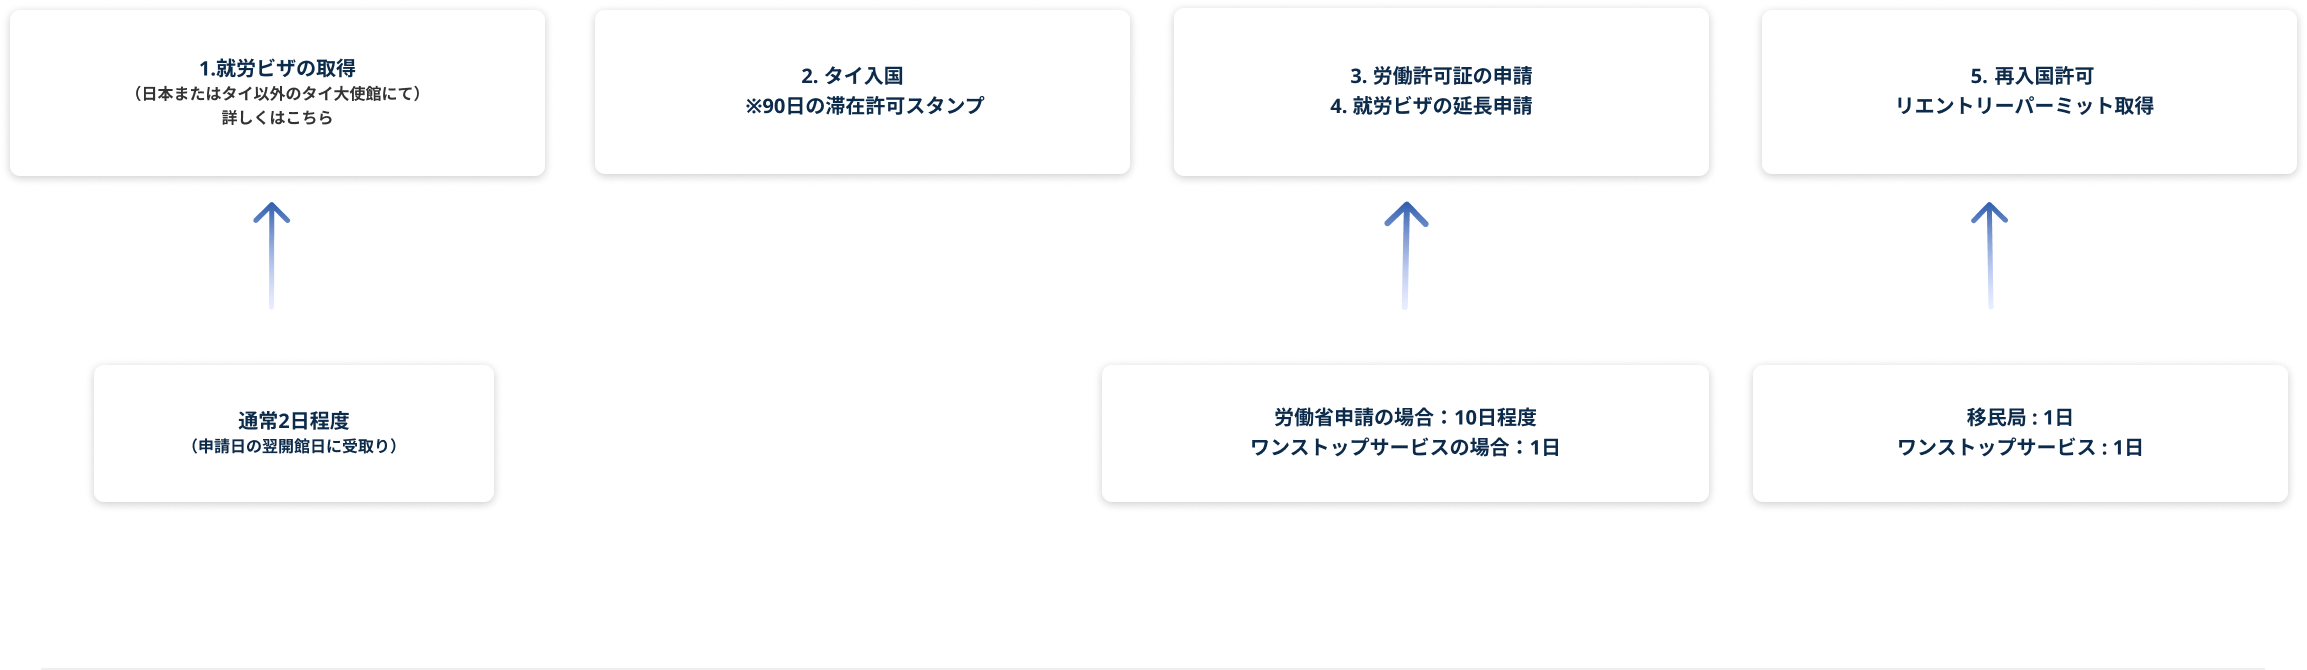 1.就労ビザの取得
（日本またはタイ以外のタイ大使館にて）
詳しくはこちら
2. タイ入国
※90日の滞在許可スタンプ
3. 労働許可証の申請
4. 就労ビザの延長申請
5. 再入国許可
リエントリーパーミット取得
通常2日程度
（申請日の翌開館日に受取り）
労働省申請の場合：10日程度
ワンストップサービスの場合：1日
移民局 : 1日
ワンストップサービス : 1日